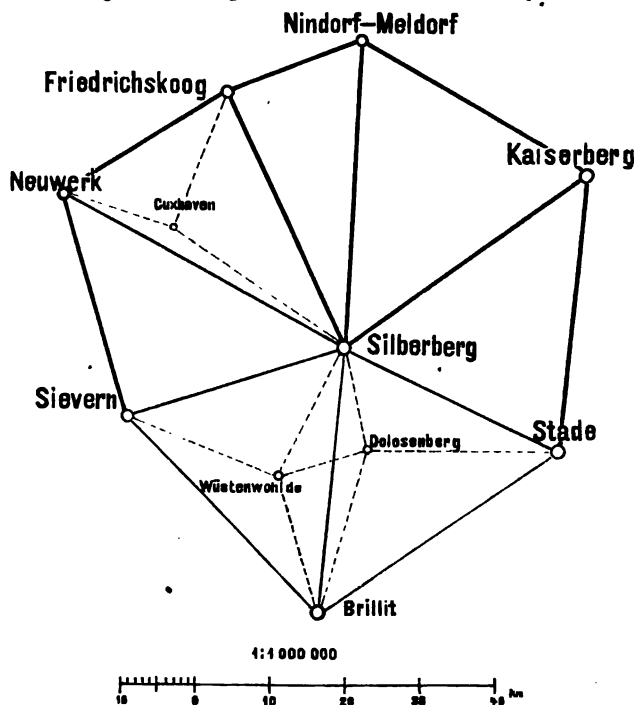 Nindorf-Meldorf
Friedrichskoog
Kaiserberg
Neuwerk
Cuxhaven
Silberberg
Sievern
Dolosenberg
Stade
Wüstenwohlde
Brillit
1:1 000 000
10 0 10 20 30 40 km